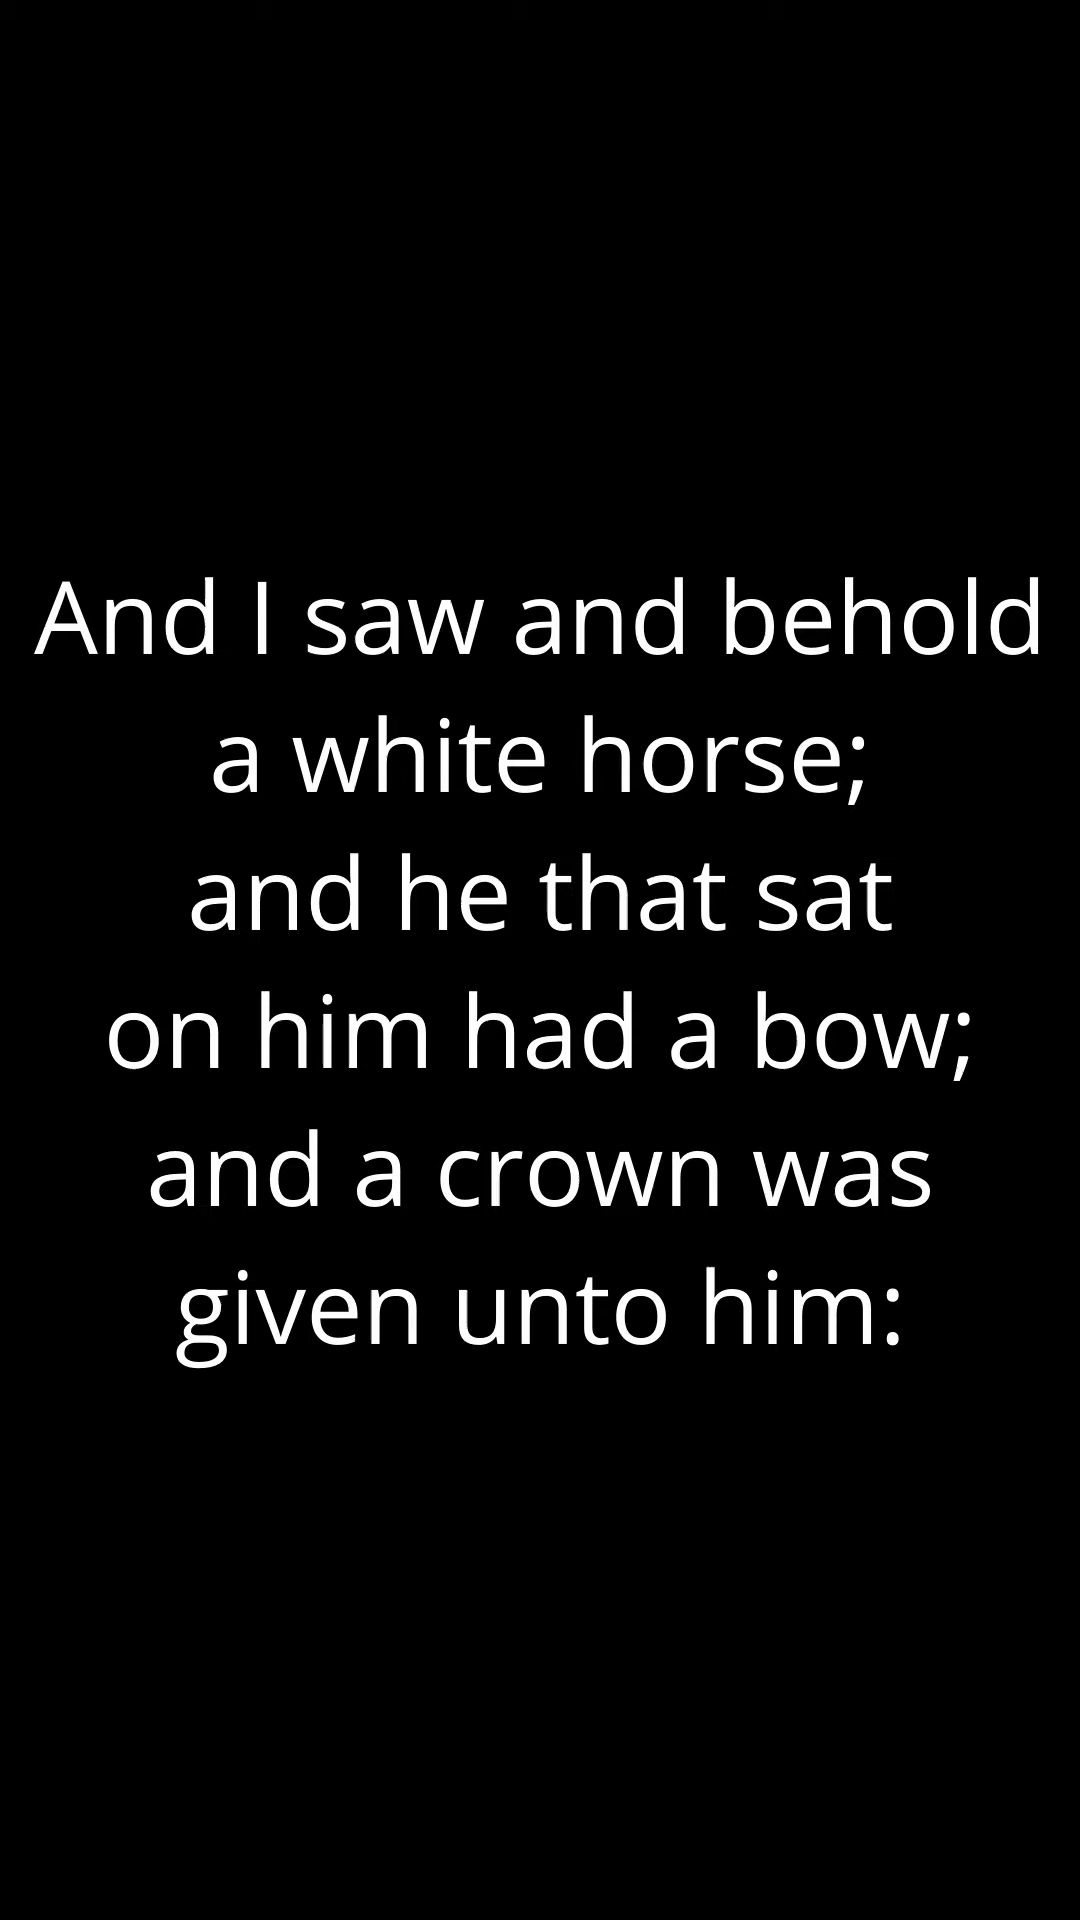 And I saw and behold
a white horse;
and he that sat
on him had a bow;
and a crown was
given unto him: